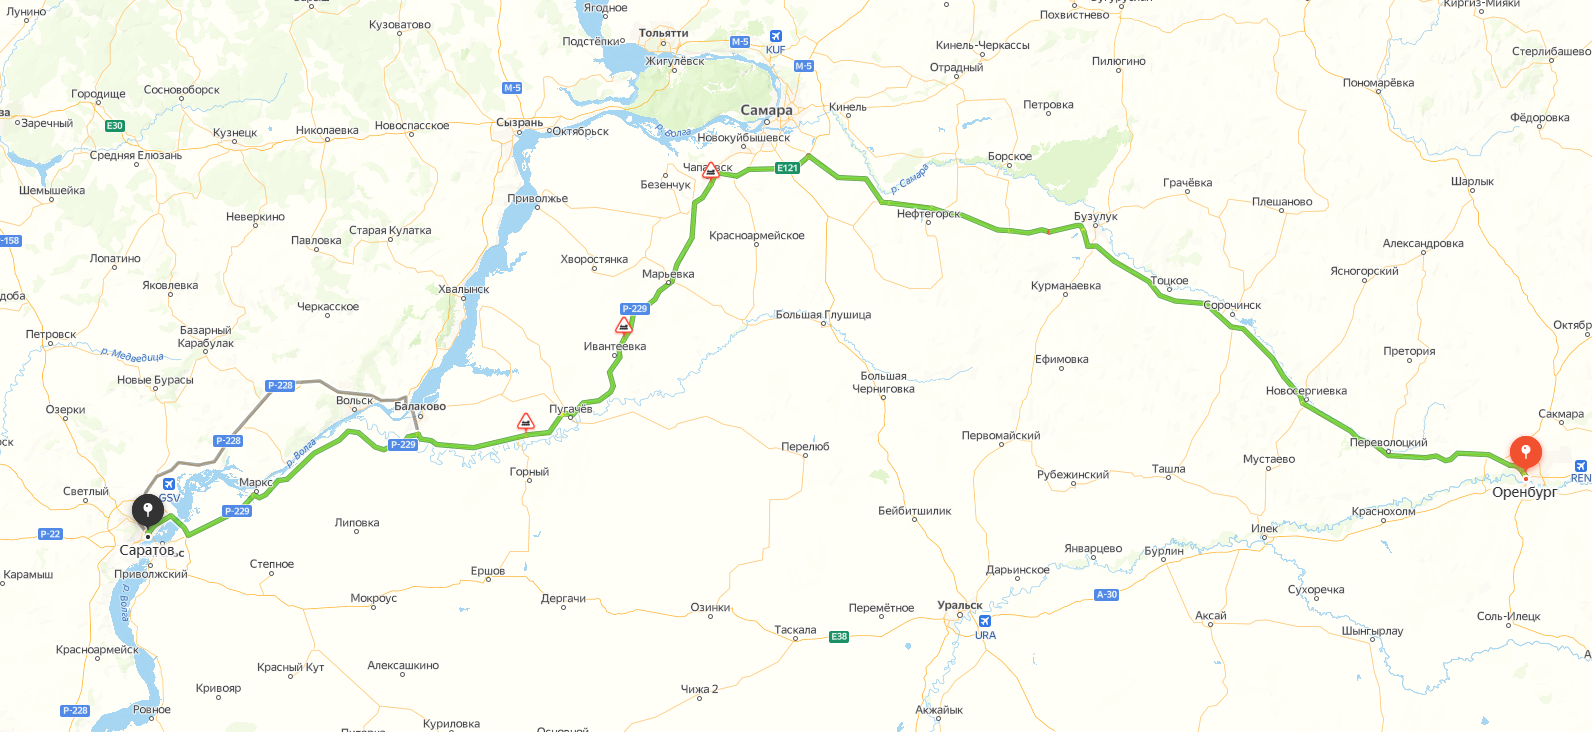 Лунино
Кузоватово
Ягодное
Подстёпки
Тольятти
М-5
KUF
Жигулёвск
М-5
Похвистнево
Кинель-Черкассы
Отрадный
Пилюгино
Киргиз-Мияки
Стерлибашево
Пономарёвка
Городище
Сосновоборск
М-5
Заречный
E30
Кузнецк
Николаевка
Новоспасское
Сызрань
Октябрьск
р. Волга
Самара
Кинель
Новокуйбышевск
Петровка
Фёдоровка
Средняя Елюзань
Шемышейка
Безенчук
E121
р. Самара
Борское
Грачёвка
Шарлык
Приволжье
Неверкино
Нефтегорск
Бузулук
Плешаново
Р-158
Павловка
Старая Кулатка
Красноармейское
Александровка
Лопатино
Хворостянка
Марьевка
Ясногорский
Яковлевка
Хвалынск
Курманаевка
Тоцкое
Черкасское
Р-229
Сорочинск
Большая Глушица
Петровск
Базарный
Карабулак
р. Медведица
Ивантеевка
Ефимовка
Претория
Новые Бурасы
Р-228
Большая
Черниговка
Новосергиевка
Озерки
Вольск
Балаково
Пугачёв
Сакмара
Р-228
р. Волга
Р-229
Перелюб
Первомайский
Переволоцкий
Светлый
GSV
Маркс
Горный
Рубежинский
Ташла
Мустаево
REN
Оренбург
Р-229
Липовка
Бейбитшилик
Краснохолм
Р-22
Саратов
Илек
Приволжский
Степное
Ершов
Январцево
Бурлин
Карамыш
Дарьинское
р. Волга
Мокроус
Дергачи
Озинки
Перемётное
Уральск
А-30
Сухоречка
URA
Таскала
E38
Аксай
Соль-Илецк
Шынгырлау
Красноармейск
Красный Кут
Алексашкино
Кривояр
Чижа 2
Р-228
Ровное
Куриловка
Акжайык